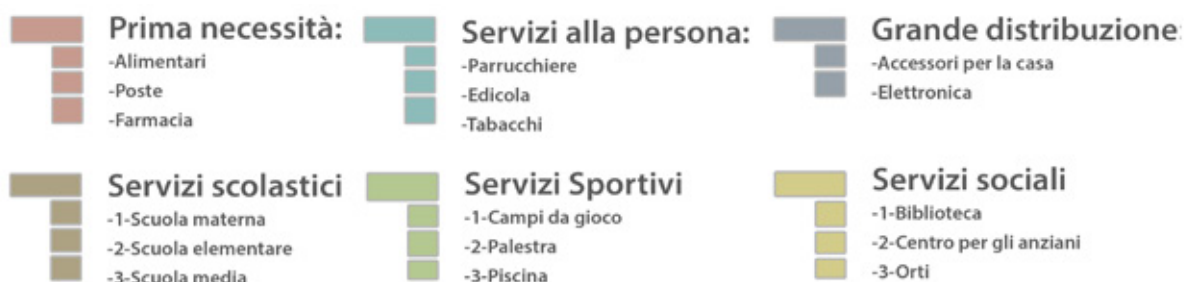 Prima necessità:
-Alimentari
-Poste
-Farmacia
Servizi alla persona:
-Parrucchiere
-Edicola
-Tabacchi
Grande distribuzione:
-Accessori per la casa
-Elettronica
Servizi scolastici
-1-Scuola materna
-2-Scuola elementare
-3-Scuola media
Servizi Sportivi
-1-Campi da gioco
-2-Palestra
-3-Piscina
Servizi sociali
-1-Biblioteca
-2-Centro per gli anziani
-3-Orti